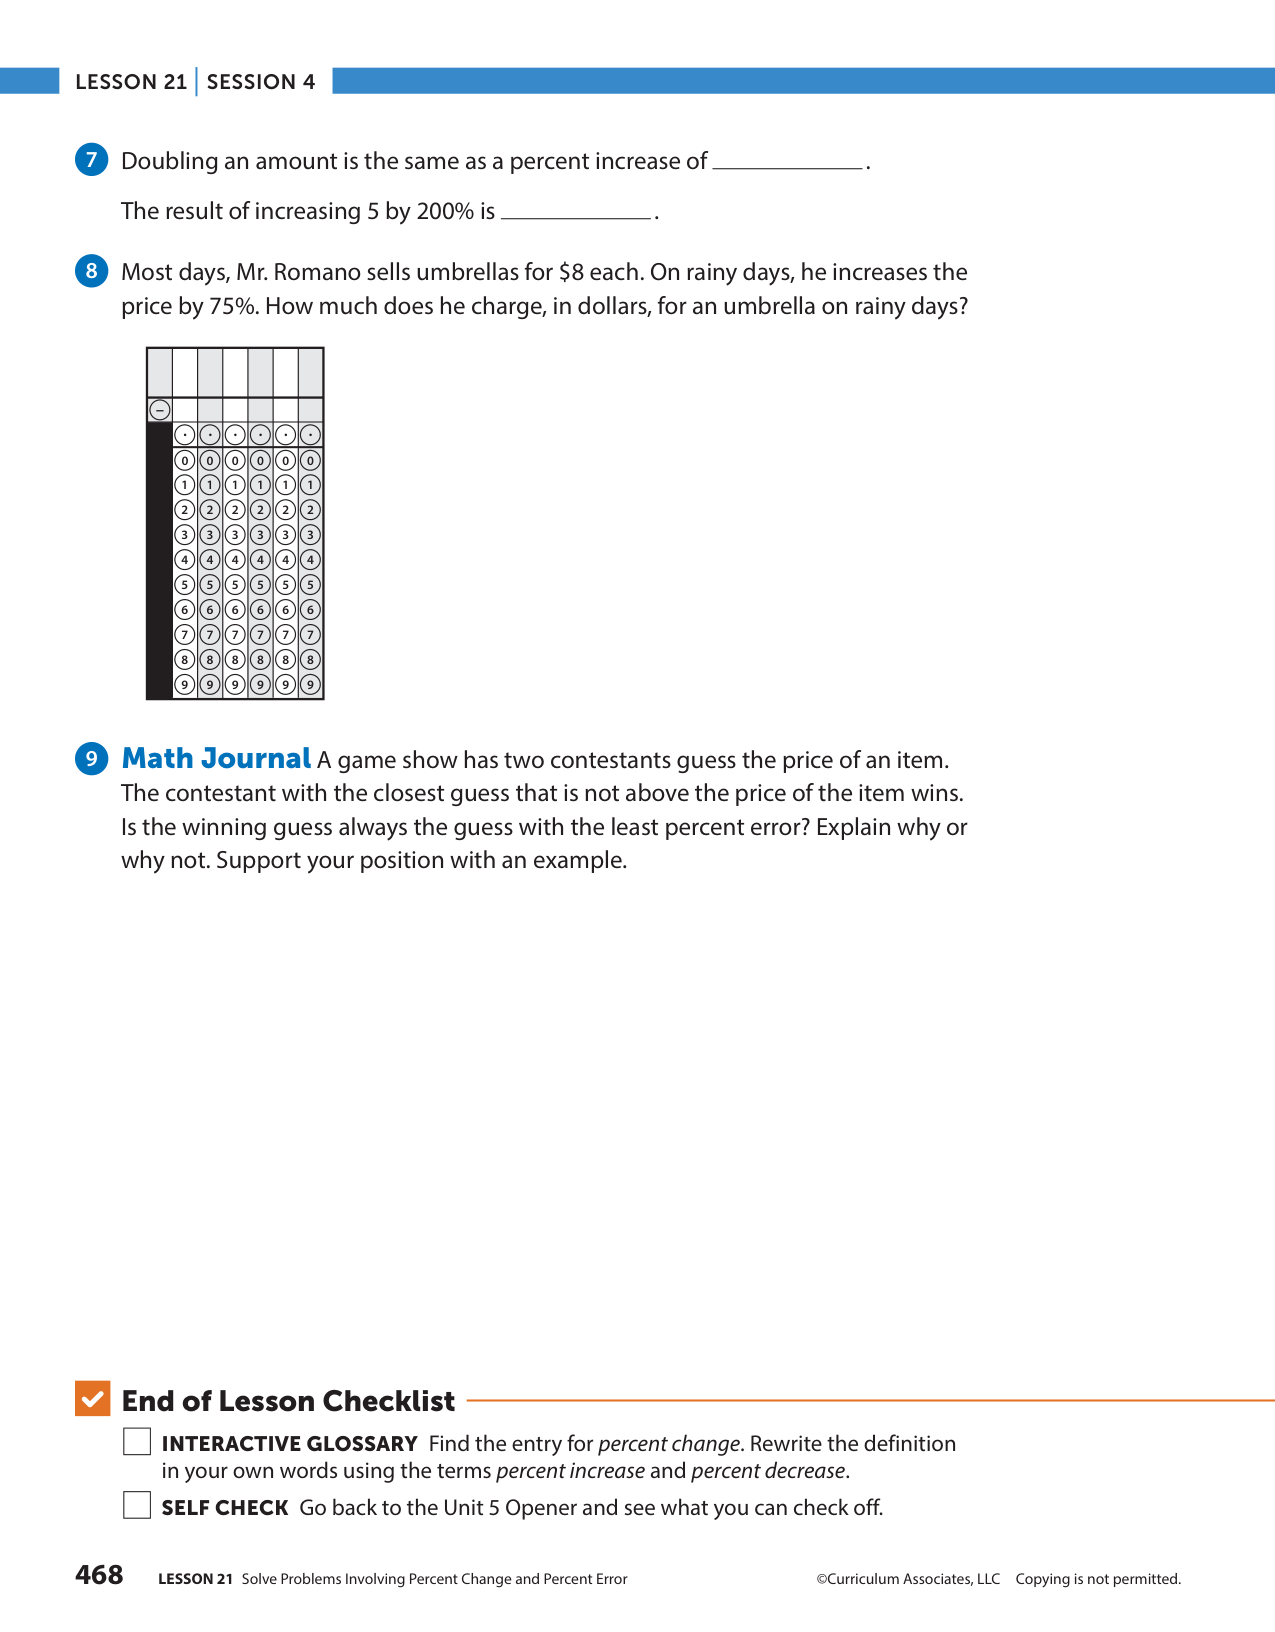 LESSON 21 | SESSION 4
7 Doubling an amount is the same as a percent increase of ____________ .
The result of increasing 5 by 200% is ____________ .
8 Most days, Mr. Romano sells umbrellas for $8 each. On rainy days, he increases the
price by 75%. How much does he charge, in dollars, for an umbrella on rainy days?
–
· · · · · ·
0 0 0 0 0 0
1 1 1 1 1 1
2 2 2 2 2 2
3 3 3 3 3 3
4 4 4 4 4 4
5 5 5 5 5 5
6 6 6 6 6 6
7 7 7 7 7 7
8 8 8 8 8 8
9 9 9 9 9 9
9 Math Journal A game show has two contestants guess the price of an item.
The contestant with the closest guess that is not above the price of the item wins.
Is the winning guess always the guess with the least percent error? Explain why or
why not. Support your position with an example.
End of Lesson Checklist
INTERACTIVE GLOSSARY Find the entry for percent change. Rewrite the definition
in your own words using the terms percent increase and percent decrease.
SELF CHECK Go back to the Unit 5 Opener and see what you can check off.
468 LESSON 21 Solve Problems Involving Percent Change and Percent Error ©Curriculum Associates, LLC Copying is not permitted.